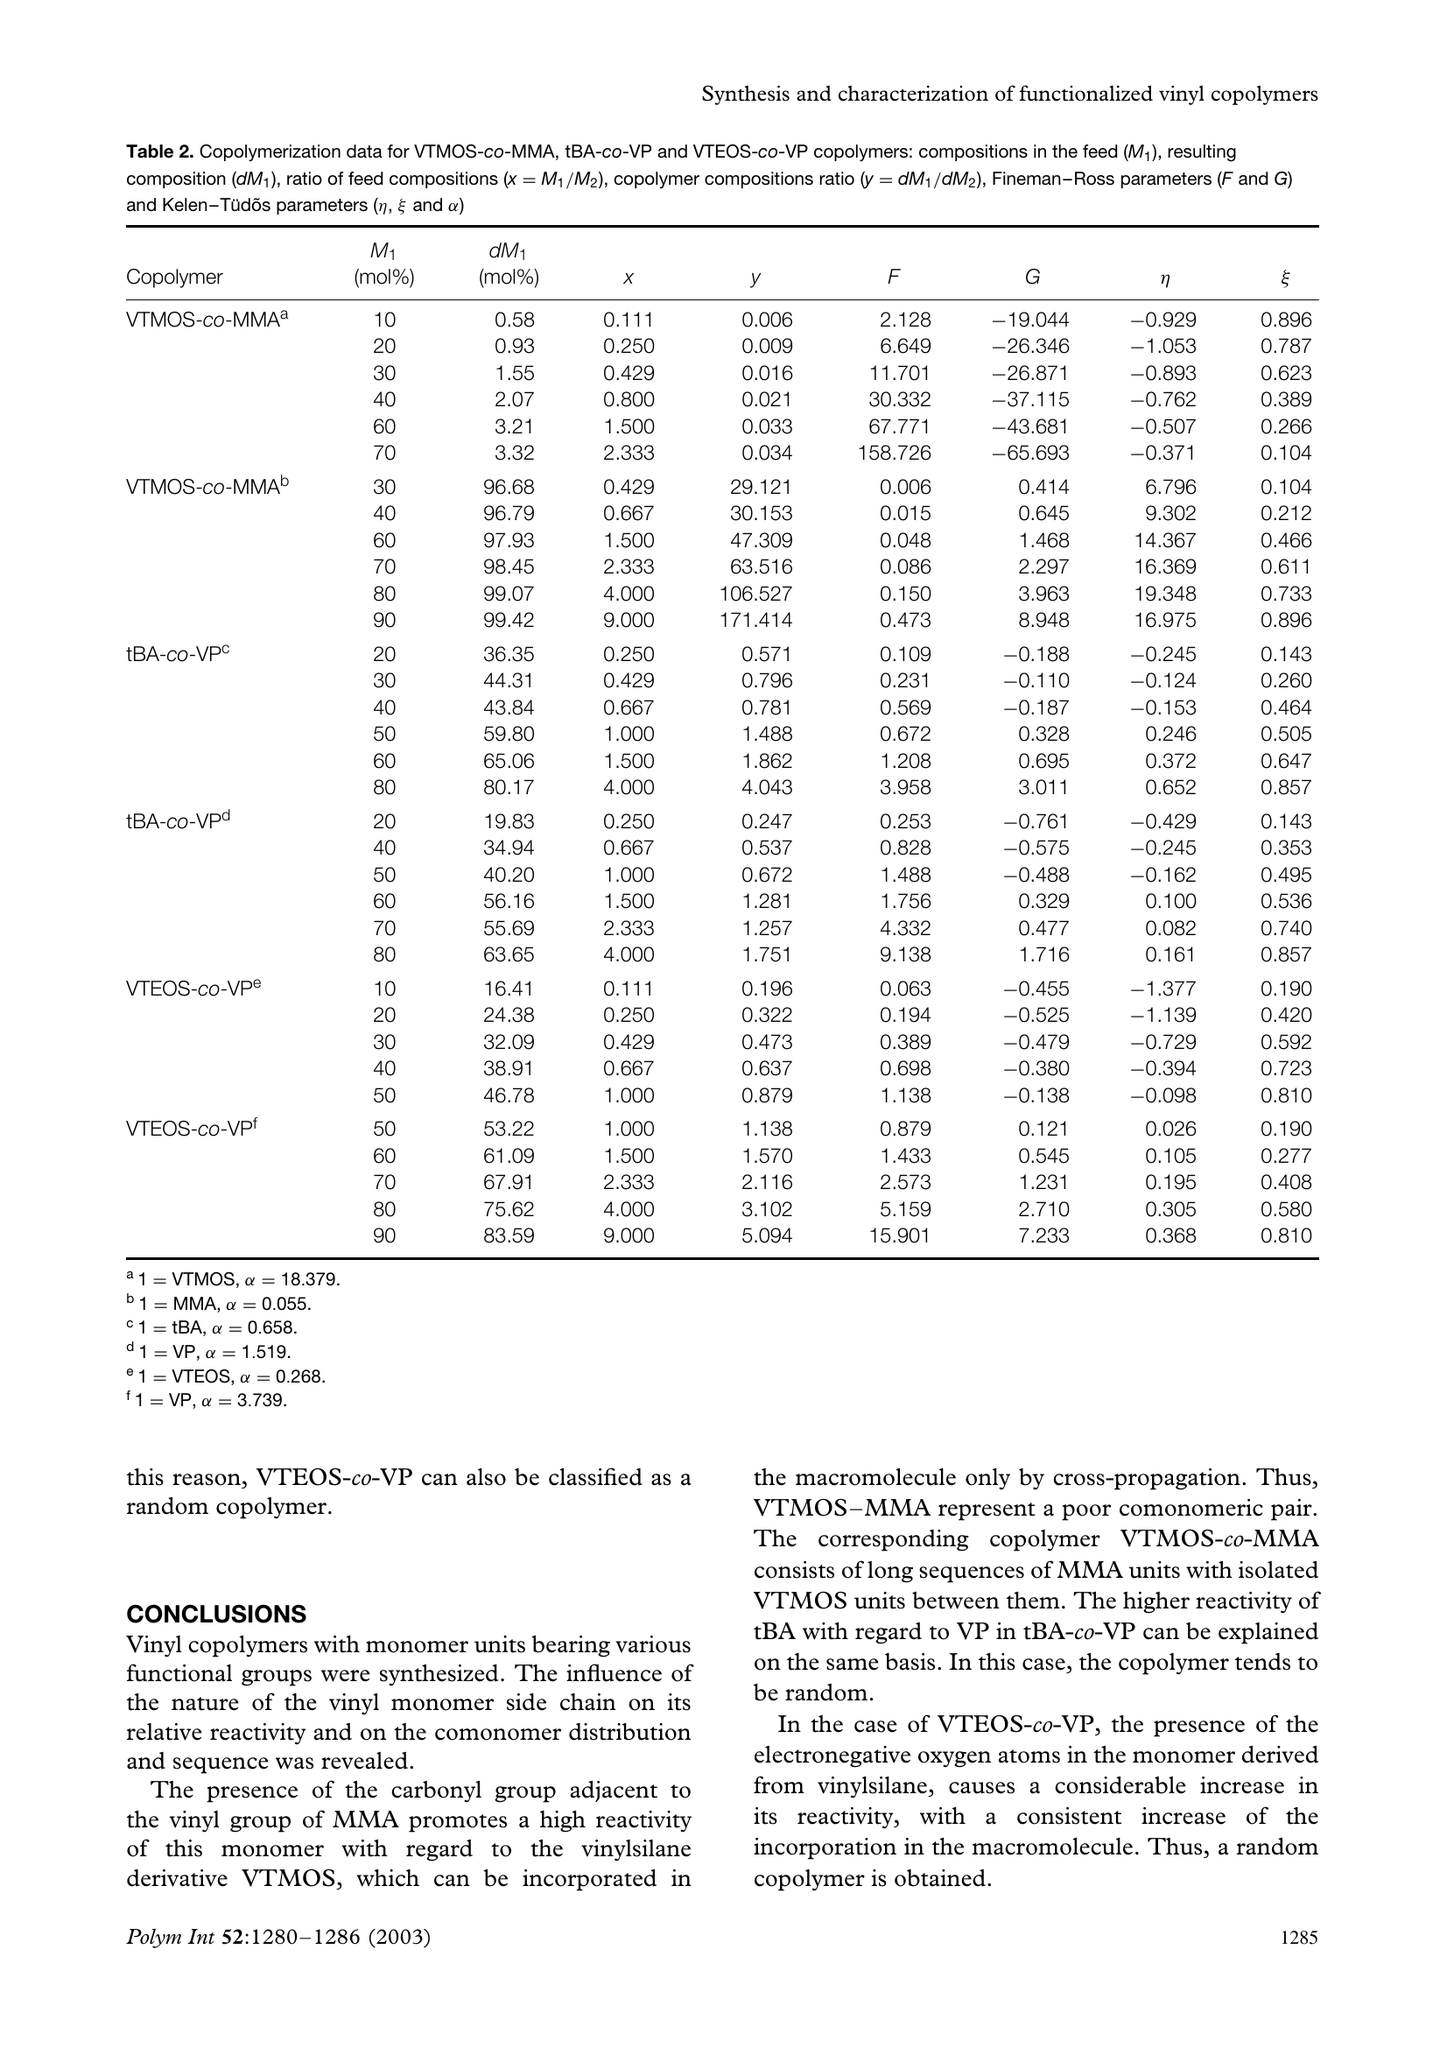 Synthesis and characterization of functionalized vinyl copolymers
Table 2. Copolymerization data for VTMOS-co-MMA, tBA-co-VP and VTEOS-co-VP copolymers: compositions in the feed (M1), resulting
composition (dM1), ratio of feed compositions (x = M1/M2), copolymer compositions ratio (y = dM1/dM2), Fineman–Ross parameters (F and G)
and Kelen–Tüdõs parameters (η, ξ and α)
M1 dM1
Copolymer (mol%) (mol%) x y F G η ξ
VTMOS-co-MMAa 10 0.58 0.111 0.006 2.128 −19.044 −0.929 0.896
20 0.93 0.250 0.009 6.649 −26.346 −1.053 0.787
30 1.55 0.429 0.016 11.701 −26.871 −0.893 0.623
40 2.07 0.800 0.021 30.332 −37.115 −0.762 0.389
60 3.21 1.500 0.033 67.771 −43.681 −0.507 0.266
70 3.32 2.333 0.034 158.726 −65.693 −0.371 0.104
VTMOS-co-MMAb 30 96.68 0.429 29.121 0.006 0.414 6.796 0.104
40 96.79 0.667 30.153 0.015 0.645 9.302 0.212
60 97.93 1.500 47.309 0.048 1.468 14.367 0.466
70 98.45 2.333 63.516 0.086 2.297 16.369 0.611
80 99.07 4.000 106.527 0.150 3.963 19.348 0.733
90 99.42 9.000 171.414 0.473 8.948 16.975 0.896
tBA-co-VPc 20 36.35 0.250 0.571 0.109 −0.188 −0.245 0.143
30 44.31 0.429 0.796 0.231 −0.110 −0.124 0.260
40 43.84 0.667 0.781 0.569 −0.187 −0.153 0.464
50 59.80 1.000 1.488 0.672 0.328 0.246 0.505
60 65.06 1.500 1.862 1.208 0.695 0.372 0.647
80 80.17 4.000 4.043 3.958 3.011 0.652 0.857
tBA-co-VPd 20 19.83 0.250 0.247 0.253 −0.761 −0.429 0.143
40 34.94 0.667 0.537 0.828 −0.575 −0.245 0.353
50 40.20 1.000 0.672 1.488 −0.488 −0.162 0.495
60 56.16 1.500 1.281 1.756 0.329 0.100 0.536
70 55.69 2.333 1.257 4.332 0.477 0.082 0.740
80 63.65 4.000 1.751 9.138 1.716 0.161 0.857
VTEOS-co-VPe 10 16.41 0.111 0.196 0.063 −0.455 −1.377 0.190
20 24.38 0.250 0.322 0.194 −0.525 −1.139 0.420
30 32.09 0.429 0.473 0.389 −0.479 −0.729 0.592
40 38.91 0.667 0.637 0.698 −0.380 −0.394 0.723
50 46.78 1.000 0.879 1.138 −0.138 −0.098 0.810
VTEOS-co-VPf 50 53.22 1.000 1.138 0.879 0.121 0.026 0.190
60 61.09 1.500 1.570 1.433 0.545 0.105 0.277
70 67.91 2.333 2.116 2.573 1.231 0.195 0.408
80 75.62 4.000 3.102 5.159 2.710 0.305 0.580
90 83.59 9.000 5.094 15.901 7.233 0.368 0.810
a 1 = VTMOS, α = 18.379.
b 1 = MMA, α = 0.055.
c 1 = tBA, α = 0.658.
d 1 = VP, α = 1.519.
e 1 = VTEOS, α = 0.268.
f 1 = VP, α = 3.739.
this reason, VTEOS-co-VP can also be classified as a
random copolymer.
CONCLUSIONS
Vinyl copolymers with monomer units bearing various
functional groups were synthesized. The influence of
the nature of the vinyl monomer side chain on its
relative reactivity and on the comonomer distribution
and sequence was revealed.
The presence of the carbonyl group adjacent to
the vinyl group of MMA promotes a high reactivity
of this monomer with regard to the vinylsilane
derivative VTMOS, which can be incorporated in
the macromolecule only by cross-propagation. Thus,
VTMOS–MMA represent a poor comonomeric pair.
The corresponding copolymer VTMOS-co-MMA
consists of long sequences of MMA units with isolated
VTMOS units between them. The higher reactivity of
tBA with regard to VP in tBA-co-VP can be explained
on the same basis. In this case, the copolymer tends to
be random.
In the case of VTEOS-co-VP, the presence of the
electronegative oxygen atoms in the monomer derived
from vinylsilane, causes a considerable increase in
its reactivity, with a consistent increase of the
incorporation in the macromolecule. Thus, a random
copolymer is obtained.
Polym Int 52:1280–1286 (2003)
1285